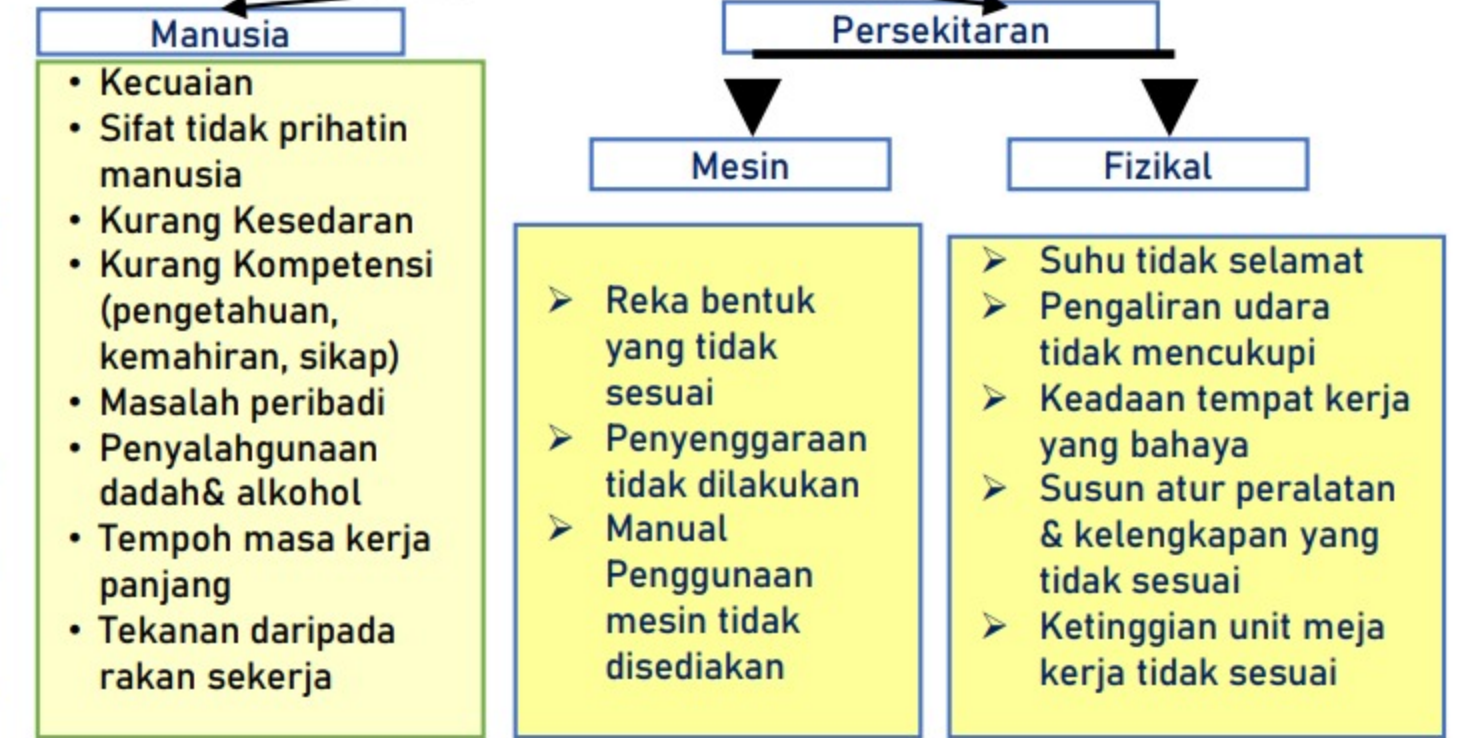 Manusia
• Kecuaian
• Sifat tidak prihatin
manusia
• Kurang Kesedaran
• Kurang Kompetensi
(pengetahuan,
kemahiran, sikap)
• Masalah peribadi
• Penyalahgunaan
dadah& alkohol
• Tempoh masa kerja
panjang
• Tekanan daripada
rakan sekerja
Persekitaran
Mesin
➢ Reka bentuk
yang tidak
sesuai
➢ Penyenggaraan
tidak dilakukan
➢ Manual
Penggunaan
mesin tidak
disediakan
Fizikal
➢ Suhu tidak selamat
➢ Pengaliran udara
tidak mencukupi
➢ Keadaan tempat kerja
yang bahaya
➢ Susun atur peralatan
& kelengkapan yang
tidak sesuai
➢ Ketinggian unit meja
kerja tidak sesuai